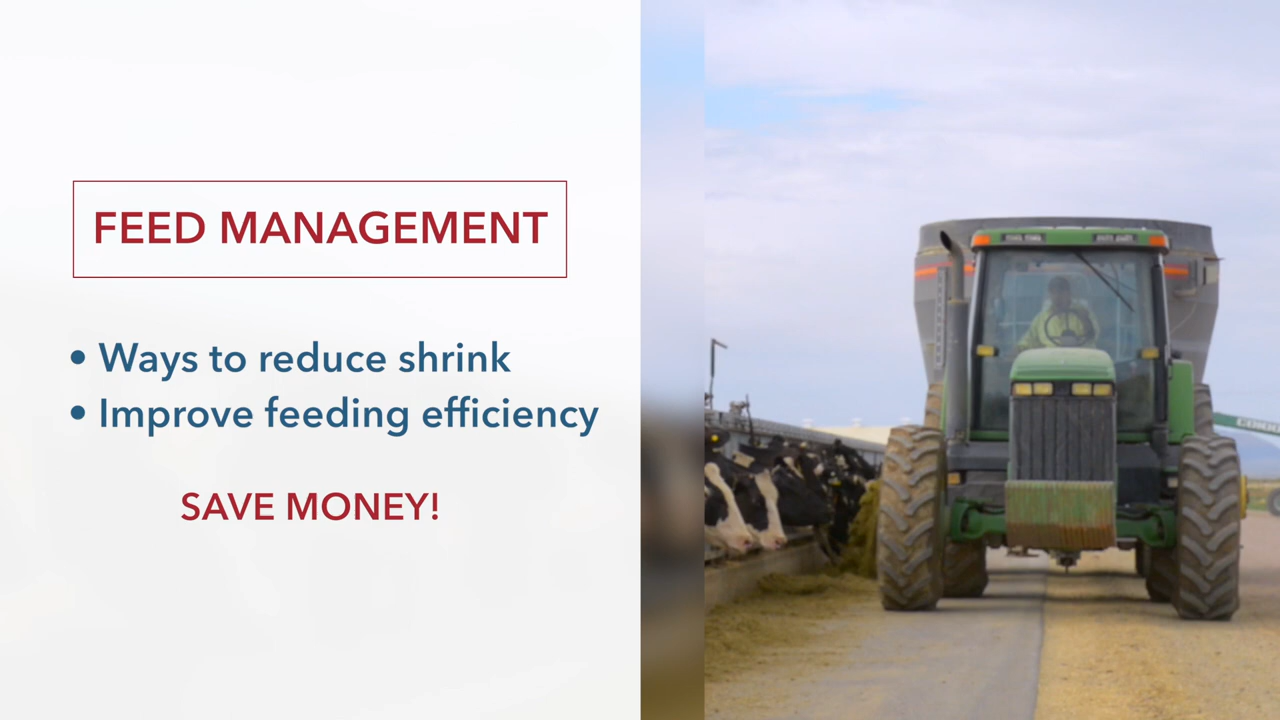 FEED MANAGEMENT
• Ways to reduce shrink
• Improve feeding efficiency
SAVE MONEY!